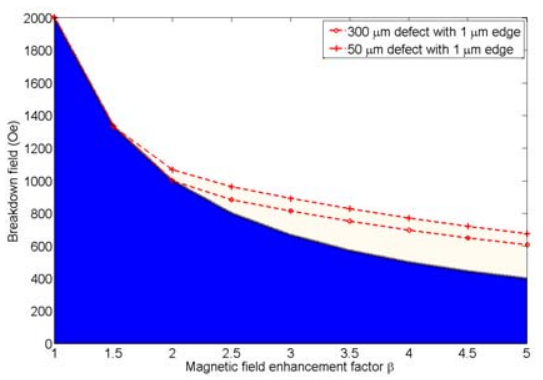 2000
1800
1600
1400
1200
1000
800
600
400
200
0
Breakdown field (Oe)
300 μm defect with 1 μm edge
50 μm defect with 1 μm edge
1 1.5 2 2.5 3 3.5 4 4.5 5
Magnetic field enhancement factor β